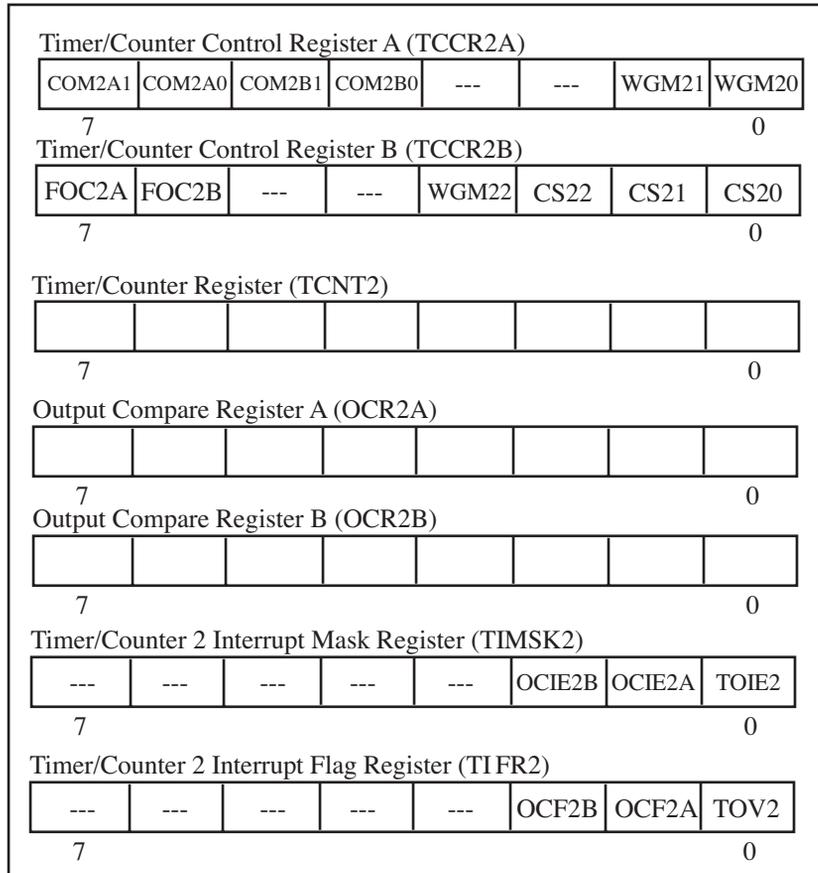 Timer/Counter Control Register A (TCCR2A)
COM2A1 COM2A0 COM2B1 COM2B0 --- --- WGM21 WGM20
7 0
Timer/Counter Control Register B (TCCR2B)
FOC2A FOC2B --- --- WGM22 CS22 CS21 CS20
7 0
Timer/Counter Register (TCNT2)
7 0
Output Compare Register A (OCR2A)
7 0
Output Compare Register B (OCR2B)
7 0
Timer/Counter 2 Interrupt Mask Register (TIMSK2)
--- --- --- --- --- OCIE2B OCIE2A TOIE2
7 0
Timer/Counter 2 Interrupt Flag Register (TIFR2)
--- --- --- --- --- OCF2B OCF2A TOV2
7 0